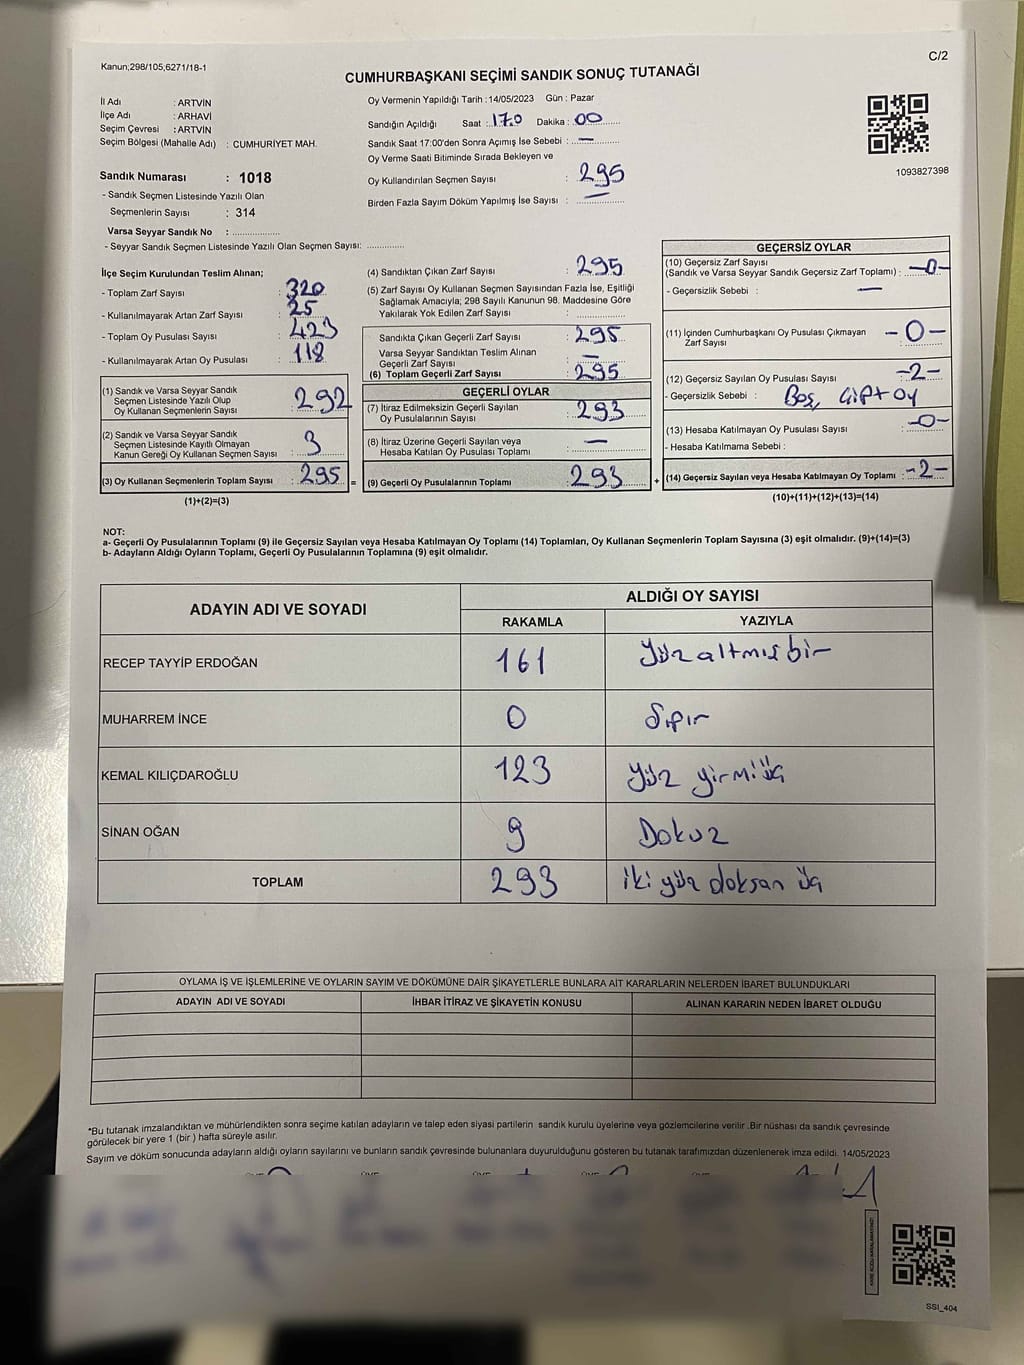 Kanun;298/105,6271/18-1
C/2
CUMHURBAŞKANI SEÇİMİ SANDIK SONUÇ TUTANAĞI
İl Adı : ARTVİN
İlçe Adı : ARHAVİ
Seçim Çevresi : ARTVİN
Seçim Bölgesi (Mahalle Adı) : CUMHURİYET MAH.
Sandık Numarası : 1018
- Sandık Seçmen Listesinde Yazılı Olan
Seçmenlerin Sayısı : 314
Varsa Seyyar Sandık No : ..................
- Seyyar Sandık Seçmen Listesinde Yazılı Olan Seçmen Sayısı: ..............
Oy Vermenin Yapıldığı Tarih :14/05/2023 Gün : Pazar
Sandığın Açıldığı Saat : 17.0 Dakika : 00
Sandık Saat 17:00'den Sonra Açımış İse Sebebi : —
Oy Verme Saati Bitiminde Sırada Bekleyen ve
Oy Kullandırılan Seçmen Sayısı : 295
Birden Fazla Sayım Döküm Yapılmış İse Sayısı : —
1093827398
İlçe Seçim Kurulundan Teslim Alınan;
- Toplam Zarf Sayısı : 320
- Kullanılmayarak Artan Zarf Sayısı : 25
- Toplam Oy Pusulası Sayısı : 423
- Kullanılmayarak Artan Oy Pusulası : 118
(1) Sandık ve Varsa Seyyar Sandık
Seçmen Listesinde Yazılı Olup
Oy Kullanan Seçmenlerin Sayısı : 292
(2) Sandık ve Varsa Seyyar Sandık
Seçmen Listesinde Kayıtlı Olmayan
Kanun Gereği Oy Kullanan Seçmen Sayısı : 3
(3) Oy Kullanan Seçmenlerin Toplam Sayısı : 295 =
(1)+(2)=(3)
(4) Sandıktan Çıkan Zarf Sayısı : 295
(5) Zarf Sayısı Oy Kullanan Seçmen Sayısından Fazla İse, Eşitliği
Sağlamak Amacıyla; 298 Sayılı Kanunun 98. Maddesine Göre
Yakılarak Yok Edilen Zarf Sayısı : ..................
Sandıkta Çıkan Geçerli Zarf Sayısı : 295
Varsa Seyyar Sandıktan Teslim Alınan
Geçerli Zarf Sayısı : —
(6) Toplam Geçerli Zarf Sayısı : 295
GEÇERLİ OYLAR
(7) İtiraz Edilmeksizin Geçerli Sayılan
Oy Pusulalarının Sayısı : 293
(8) İtiraz Üzerine Geçerli Sayılan veya
Hesaba Katılan Oy Pusulası Toplamı : —
(9) Geçerli Oy Pusulalarının Toplamı : 293 +
GEÇERSİZ OYLAR
(10) Geçersiz Zarf Sayısı
(Sandık ve Varsa Seyyar Sandık Geçersiz Zarf Toplamı) : -0-
- Geçersizlik Sebebi : —
(11) İçinden Cumhurbaşkanı Oy Pusulası Çıkmayan
Zarf Sayısı : -0-
(12) Geçersiz Sayılan Oy Pusulası Sayısı : -2-
- Geçersizlik Sebebi : Boş, Çift oy
(13) Hesaba Katılmayan Oy Pusulası Sayısı : -0-
- Hesaba Katılmama Sebebi :
(14) Geçersiz Sayılan veya Hesaba Katılmayan Oy Toplamı : -2-
(10)+(11)+(12)+(13)=(14)
NOT:
a- Geçerli Oy Pusulalarının Toplamı (9) ile Geçersiz Sayılan veya Hesaba Katılmayan Oy Toplamı (14) Toplamları, Oy Kullanan Seçmenlerin Toplam Sayısına (3) eşit olmalıdır. (9)+(14)=(3)
b- Adayların Aldığı Oyların Toplamı, Geçerli Oy Pusulalarının Toplamına (9) eşit olmalıdır.
ADAYIN ADI VE SOYADI ALDIĞI OY SAYISI
RAKAMLA YAZIYLA
RECEP TAYYİP ERDOĞAN 161 Yüz altmış bir
MUHARREM İNCE 0 Sıfır
KEMAL KILIÇDAROĞLU 123 Yüz yirmi üç
SİNAN OĞAN 9 Dokuz
TOPLAM 293 iki yüz doksan üç
OYLAMA İŞ VE İŞLEMLERİNE VE OYLARIN SAYIM VE DÖKÜMÜNE DAİR ŞİKAYETLERLE BUNLARA AİT KARARLARIN NELERDEN İBARET BULUNDUKLARI
ADAYIN ADI VE SOYADI İHBAR İTİRAZ VE ŞİKAYETİN KONUSU ALINAN KARARIN NEDEN İBARET OLDUĞU
*Bu tutanak imzalandıktan ve mühürlendikten sonra seçime katılan adayların ve talep eden siyasi partilerin sandık kurulu üyelerine veya gözlemcilerine verilir .Bir nüshası da sandık çevresinde
görülecek bir yere 1 (bir ) hafta süreyle asılır.
Sayım ve döküm sonucunda adayların aldığı oyların sayılarını ve bunların sandık çevresinde bulunanlara duyurulduğunu gösteren bu tutanak tarafımızdan düzenlenerek imza edildi. 14/05/2023
KARE KODU KARALAMAYINIZ!
SSI_404